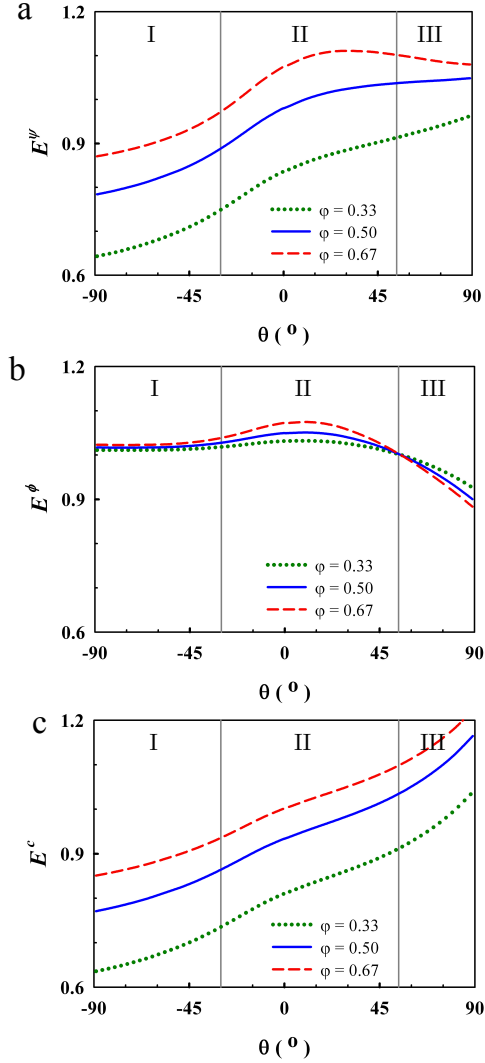 a
1.2
I II III
0.9
E^ψ
φ = 0.33
φ = 0.50
φ = 0.67
0.6
-90 -45 0 45 90
θ ( º )
b
1.2
I II III
0.9
E^ϕ
φ = 0.33
φ = 0.50
φ = 0.67
0.6
-90 -45 0 45 90
θ ( º )
c
1.2
I II III
0.9
E^c
φ = 0.33
φ = 0.50
φ = 0.67
0.6
-90 -45 0 45 90
θ ( º )